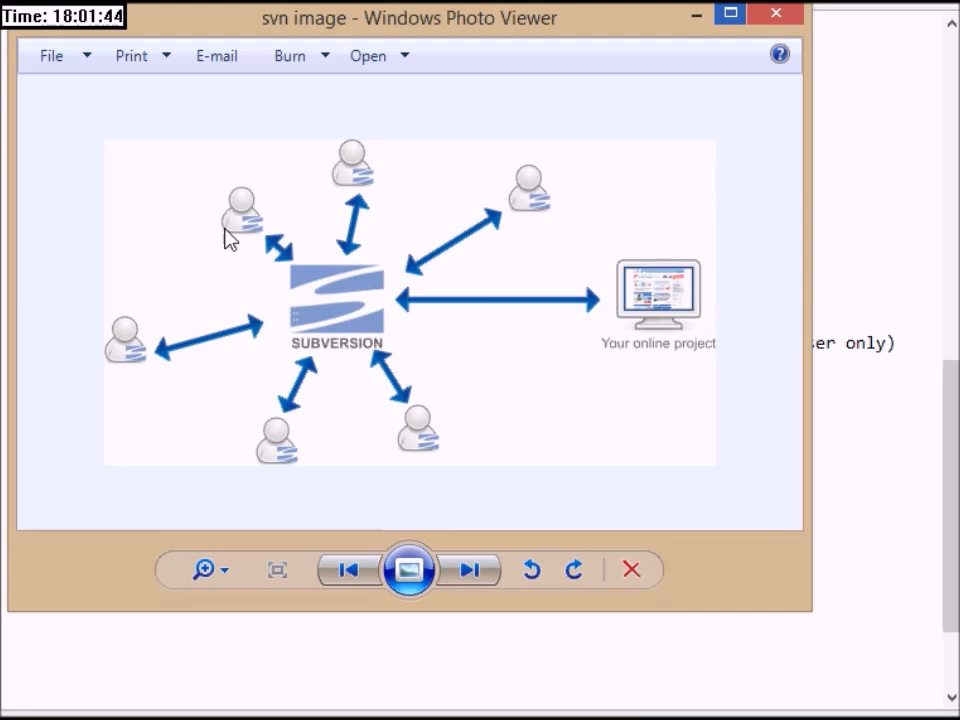 Time: 18:01:44
svn image - Windows Photo Viewer
File Print E-mail Burn Open
SUBVERSION
Your online project
ser only)